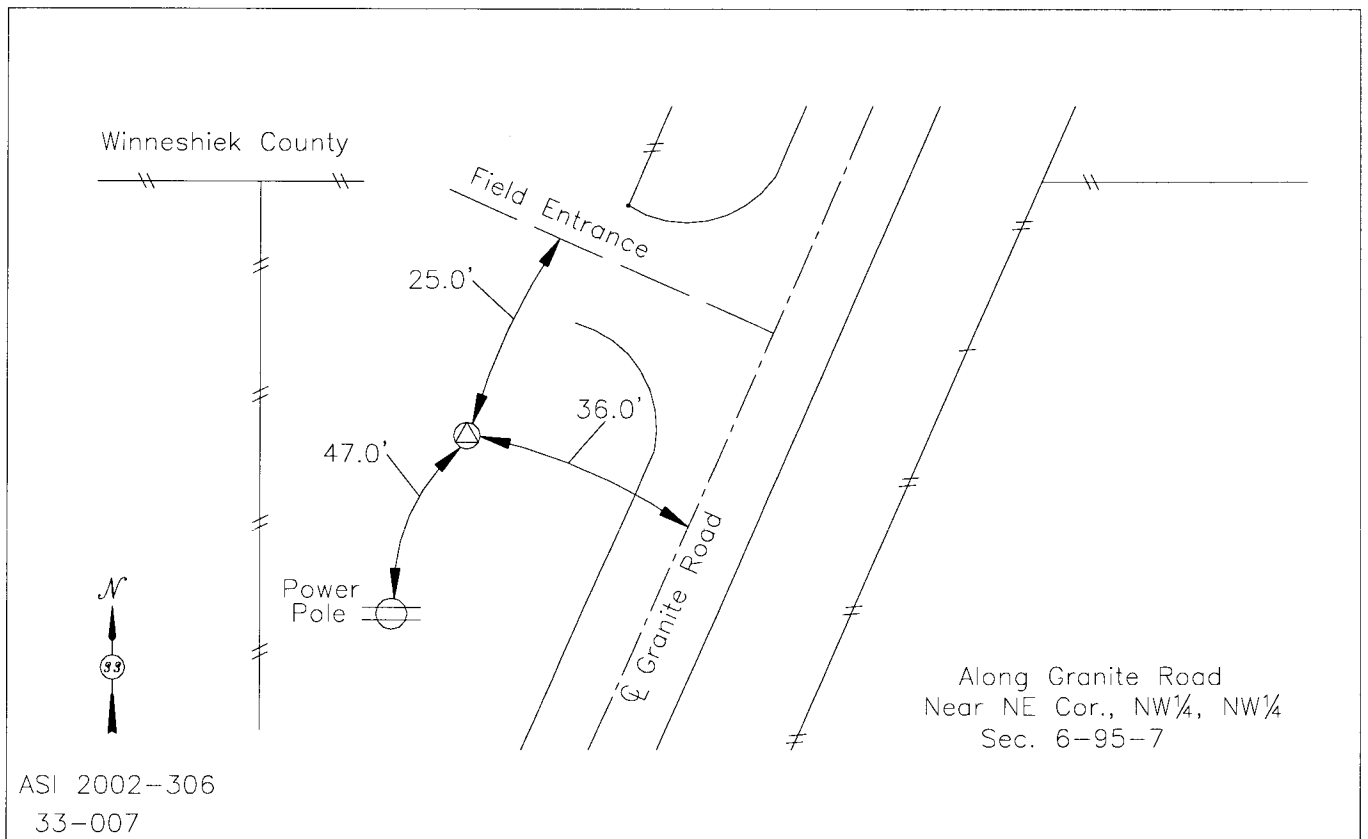 Winneshiek County
Field Entrance
25.0'
36.0'
47.0'
Power
Pole
℄ Granite Road
N
33
Along Granite Road
Near NE Cor., NW¼, NW¼
Sec. 6-95-7
ASI 2002-306
33-007